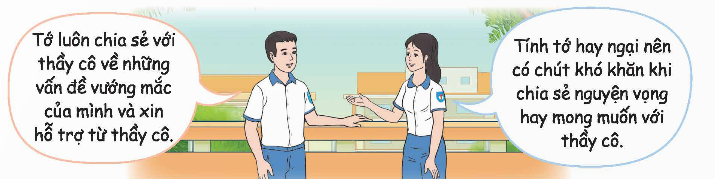 Tớ luôn chia sẻ với
thầy cô về những
vấn đề vướng mắc
của mình và xin
hỗ trợ từ thầy cô.
Tính tớ hay ngại nên
có chút khó khăn khi
chia sẻ nguyện vọng
hay mong muốn với
thầy cô.